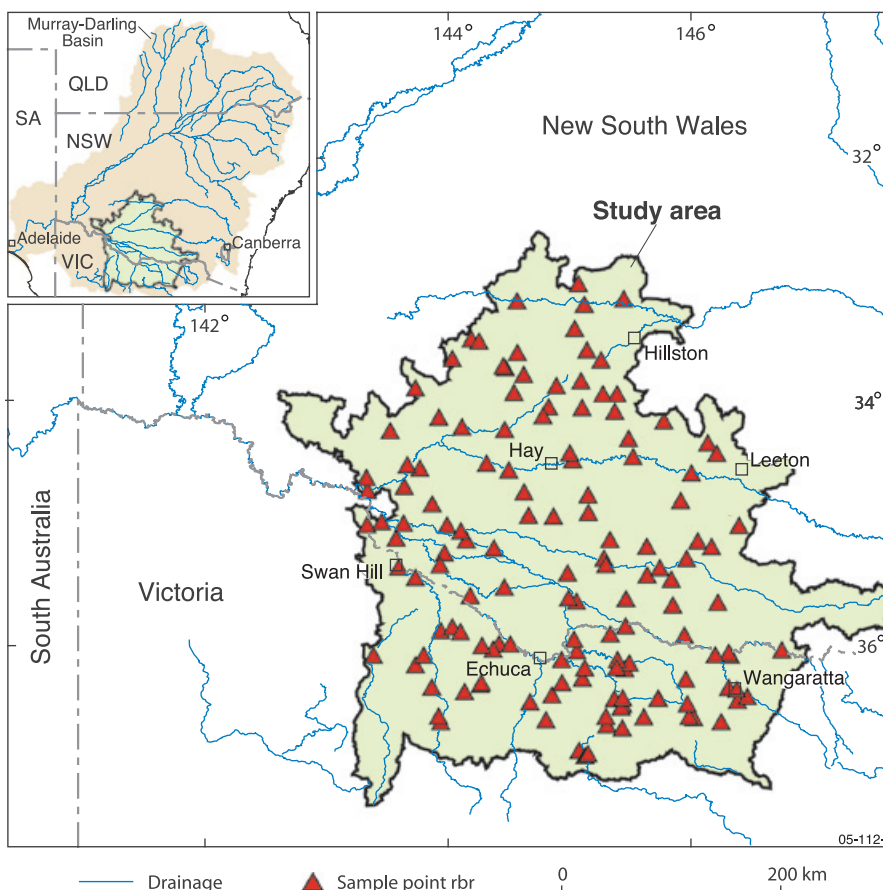 Murray-Darling
Basin
QLD
SA
NSW
Adelaide
Canberra
VIC
144°
146°
New South Wales
32°
Study area
142°
Hillston
34°
Hay
Leeton
South Australia
Swan Hill
Victoria
36°
Echuca
Wangaratta
05-112-
Drainage
Sample point rbr
0
200 km